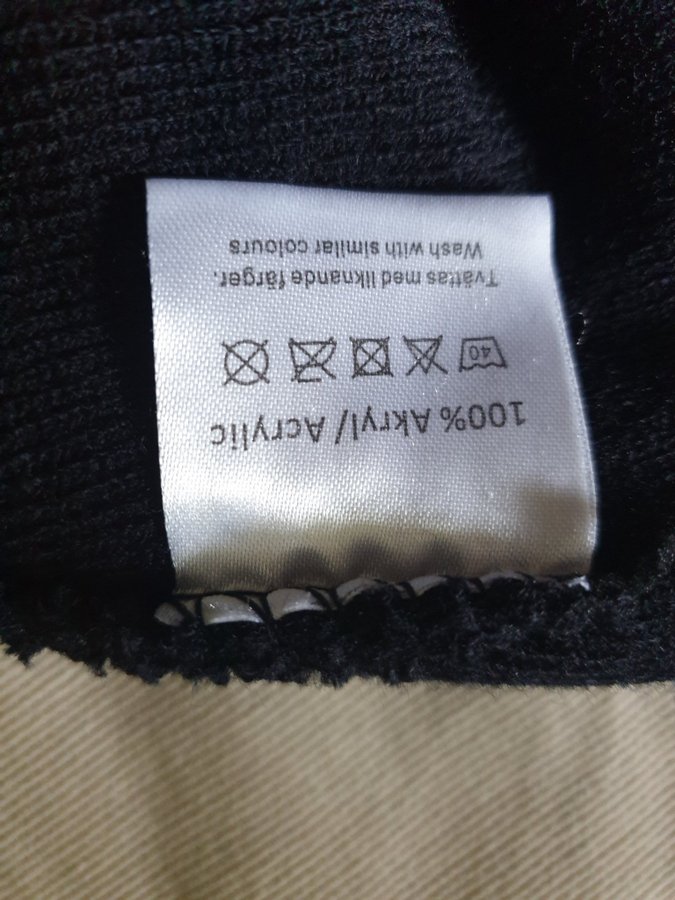 100% Akryl/ Acrylic
40
Tvättas med liknande färger.
Wash with similar colours